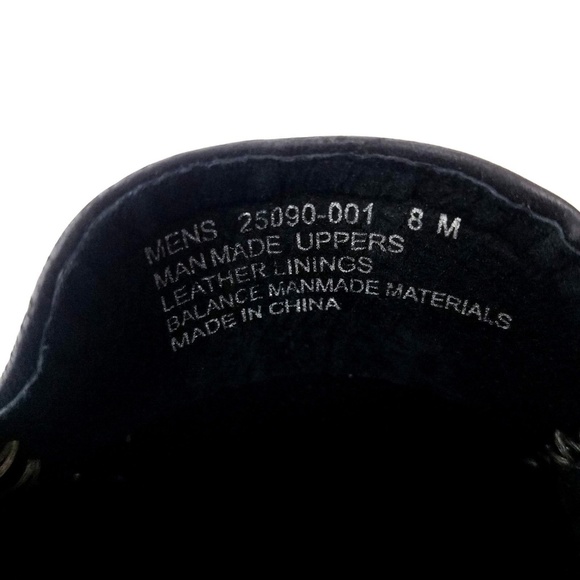 MENS 25090-001 8 M
MAN MADE UPPERS
LEATHER LININGS
BALANCE MANMADE MATERIALS
MADE IN CHINA